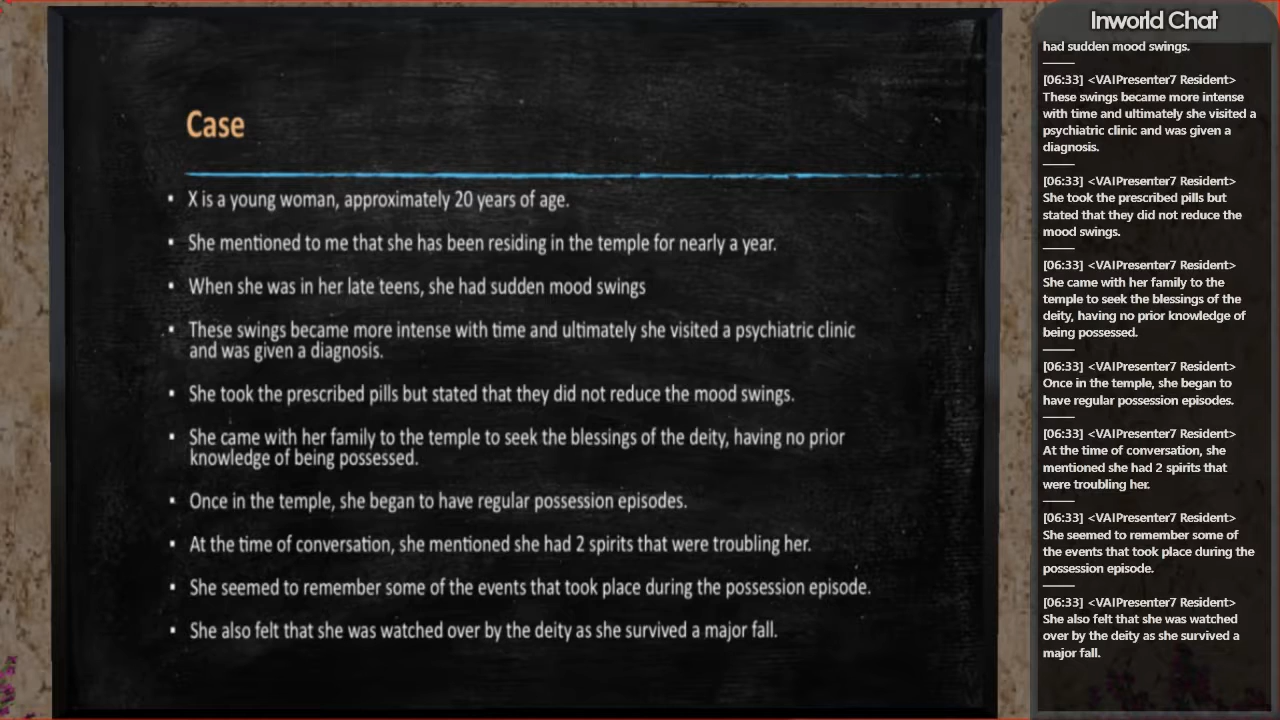 Case
▪ X is a young woman, approximately 20 years of age.
▪ She mentioned to me that she has been residing in the temple for nearly a year.
▪ When she was in her late teens, she had sudden mood swings
▪ These swings became more intense with time and ultimately she visited a psychiatric clinic
and was given a diagnosis.
▪ She took the prescribed pills but stated that they did not reduce the mood swings.
▪ She came with her family to the temple to seek the blessings of the deity, having no prior
knowledge of being possessed.
▪ Once in the temple, she began to have regular possession episodes.
▪ At the time of conversation, she mentioned she had 2 spirits that were troubling her.
▪ She seemed to remember some of the events that took place during the possession episode.
▪ She also felt that she was watched over by the deity as she survived a major fall.
Inworld Chat
had sudden mood swings.
[06:33] <VAIPresenter7 Resident>
These swings became more intense
with time and ultimately she visited a
psychiatric clinic and was given a
diagnosis.
[06:33] <VAIPresenter7 Resident>
She took the prescribed pills but
stated that they did not reduce the
mood swings.
[06:33] <VAIPresenter7 Resident>
She came with her family to the
temple to seek the blessings of the
deity, having no prior knowledge of
being possessed.
[06:33] <VAIPresenter7 Resident>
Once in the temple, she began to
have regular possession episodes.
[06:33] <VAIPresenter7 Resident>
At the time of conversation, she
mentioned she had 2 spirits that
were troubling her.
[06:33] <VAIPresenter7 Resident>
She seemed to remember some of
the events that took place during the
possession episode.
[06:33] <VAIPresenter7 Resident>
She also felt that she was watched
over by the deity as she survived a
major fall.